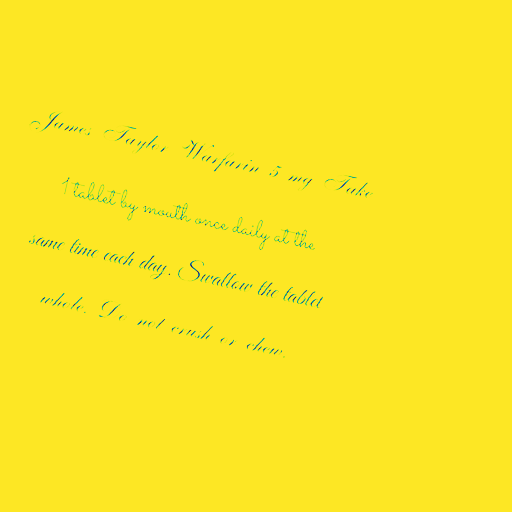 James Taylor Warfarin 5 mg Take
1 tablet by mouth once daily at the
same time each day. Swallow the tablet
whole. Do not crush or chew.